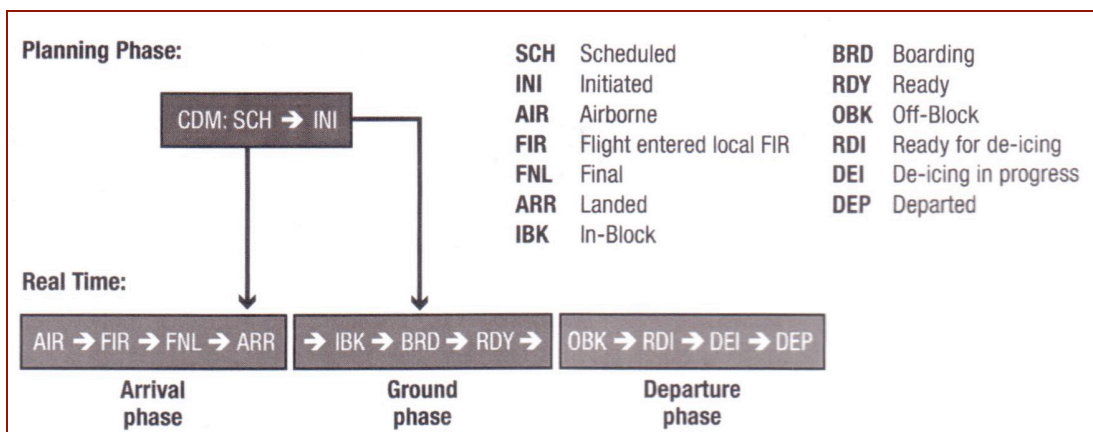 Planning Phase:
CDM: SCH ➔ INI
SCH Scheduled
INI Initiated
AIR Airborne
FIR Flight entered local FIR
FNL Final
ARR Landed
IBK In-Block
BRD Boarding
RDY Ready
OBK Off-Block
RDI Ready for de-icing
DEI De-icing in progress
DEP Departed
Real Time:
AIR ➔ FIR ➔ FNL ➔ ARR
➔ IBK ➔ BRD ➔ RDY ➔
OBK ➔ RDI ➔ DEI ➔ DEP
Arrival
phase
Ground
phase
Departure
phase